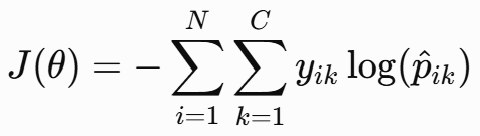 J(θ) = − ∑_{i=1}^{N} ∑_{k=1}^{C} y_{ik} log(p̂_{ik})